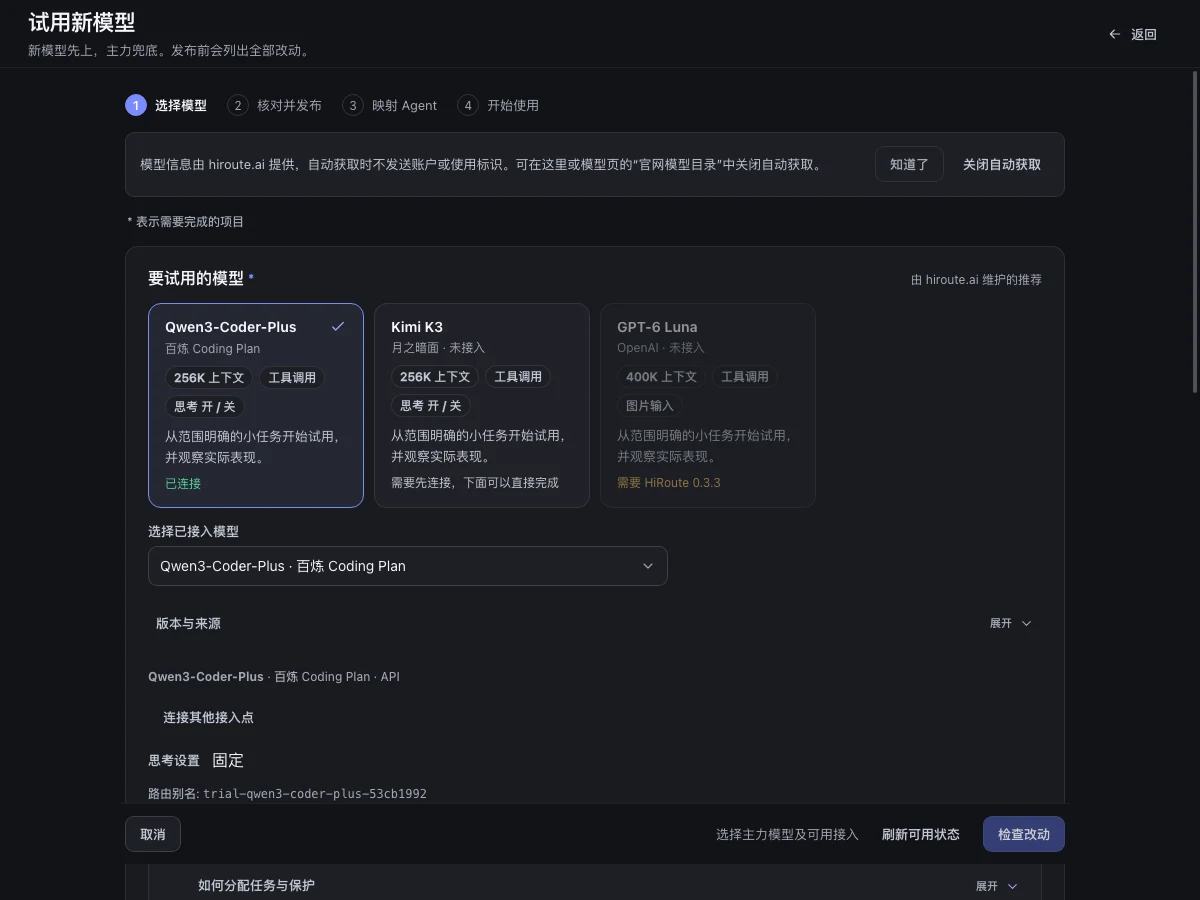 试用新模型
新模型先上，主力兜底。发布前会列出全部改动。
← 返回
1 选择模型 2 核对并发布 3 映射 Agent 4 开始使用
模型信息由 hiroute.ai 提供，自动获取时不发送账户或使用标识。可在这里或模型页的“官网模型目录”中关闭自动获取。
知道了
关闭自动获取
* 表示需要完成的项目
要试用的模型 *
由 hiroute.ai 维护的推荐
Qwen3-Coder-Plus
百炼 Coding Plan
256K 上下文 工具调用
思考 开 / 关
从范围明确的小任务开始试用，
并观察实际表现。
已连接
Kimi K3
月之暗面 · 未接入
256K 上下文 工具调用
思考 开 / 关
从范围明确的小任务开始试用，
并观察实际表现。
需要先连接，下面可以直接完成
GPT-6 Luna
OpenAI · 未接入
400K 上下文 工具调用
图片输入
从范围明确的小任务开始试用，
并观察实际表现。
需要 HiRoute 0.3.3
选择已接入模型
Qwen3-Coder-Plus · 百炼 Coding Plan
版本与来源
展开
Qwen3-Coder-Plus · 百炼 Coding Plan · API
连接其他接入点
思考设置 固定
路由别名: trial-qwen3-coder-plus-53cb1992
取消
选择主力模型及可用接入
刷新可用状态
检查改动
如何分配任务与保护
展开